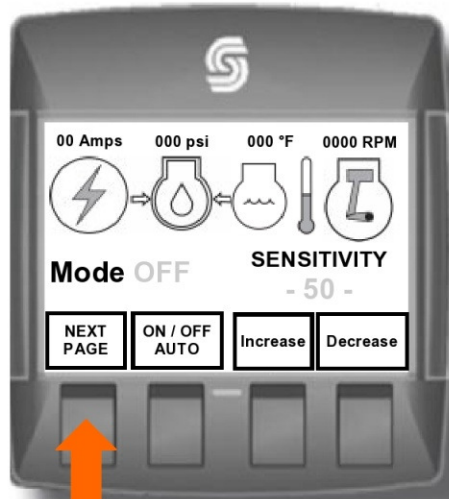 00 Amps 000 psi 000 °F 0000 RPM
Mode OFF
SENSITIVITY
- 50 -
NEXT PAGE
ON / OFF AUTO
Increase
Decrease